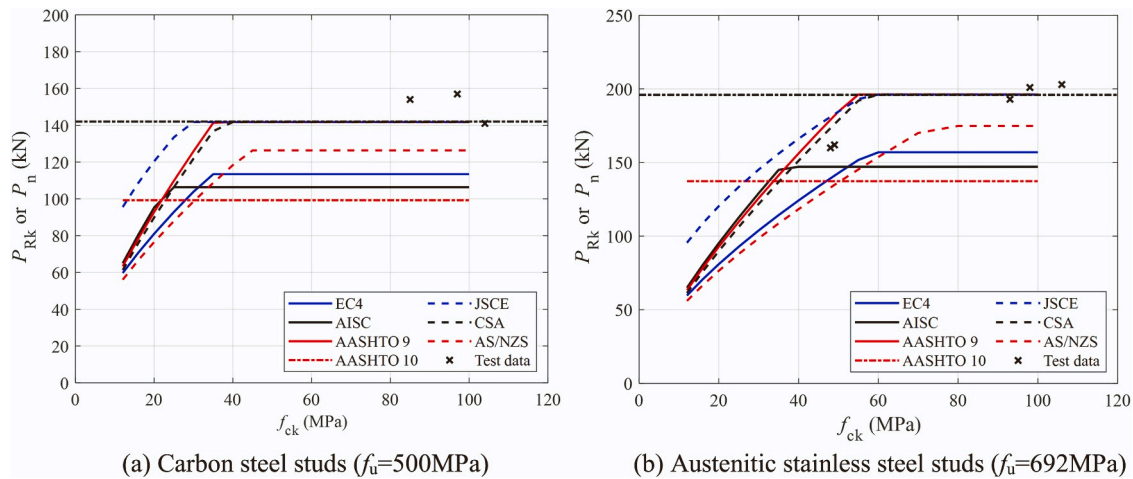 200
180
160
140
120
100
80
60
40
20
0
P_Rk or P_n (kN)
EC4
AISC
AASHTO 9
AASHTO 10
JSCE
CSA
AS/NZS
Test data
0 20 40 60 80 100 120
f_ck (MPa)
(a) Carbon steel studs (f_u=500MPa)
250
200
150
100
50
0
P_Rk or P_n (kN)
EC4
AISC
AASHTO 9
AASHTO 10
JSCE
CSA
AS/NZS
Test data
0 20 40 60 80 100 120
f_ck (MPa)
(b) Austenitic stainless steel studs (f_u=692MPa)